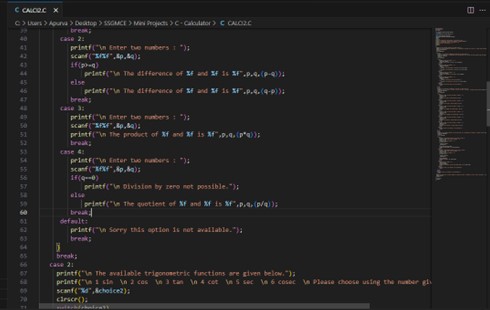 CALCI2.C
C: > Users > Apurva > Desktop > SSGMCE > Mini Projects > C - Calculator > CALCI2.C
39 break;
40 case 2:
41 printf("\n Enter two numbers : ");
42 scanf("%f%f",&p,&q);
43 if(p>=q)
44 printf("\n The difference of %f and %f is %f",p,q,(p-q));
45 else
46 printf("\n The difference of %f and %f is %f",p,q,(q-p));
47 break;
48 case 3:
49 printf("\n Enter two numbers : ");
50 scanf("%f%f",&p,&q);
51 printf("\n The product of %f and %f is %f",p,q,(p*q));
52 break;
53 case 4:
54 printf("\n Enter two numbers : ");
55 scanf("%f%f",&p,&q);
56 if(q==0)
57 printf("\n Division by zero not possible.");
58 else
59 printf("\n The quotient of %f and %f is %f",p,q,(p/q));
60 break;
61 default:
62 printf("\n Sorry this option is not available.");
63 break;
64 }
65 break;
66 case 2:
67 printf("\n The available trigonometric functions are given below.");
68 printf("\n 1 sin \n 2 cos \n 3 tan \n 4 cot \n 5 sec \n 6 cosec \n Please choose using the number giv
69 scanf("%d",&choice2);
70 clrscr();
71 switch(choice2)